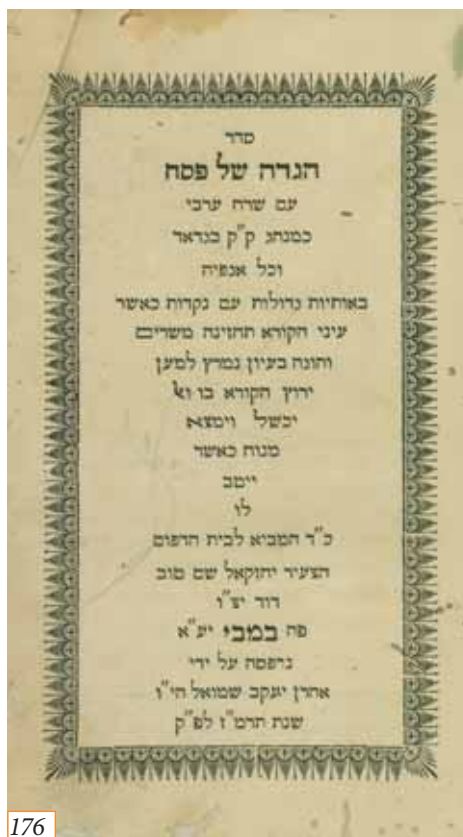 סדר
הגדה של פסח
עם שרח ערבי
כמנהג ק"ק בגדאד
וכל אגפיה
באותיות גדולות עם נקדות כאשר
עיני הקורא תחזינה משרים
והוגה בעיון נמרץ למען
ירוץ הקורא בו ולא
יכשל וימצא
מנוח כאשר
ייטב
לו
כ"ד המביא לבית הדפוס
הצעיר יחזקאל שם טוב
דוד יצ"ו
פה במבי יע"א
נדפסה על ידי
אהרן יעקב שמואל הי"ו
שנת תרמ"ז לפ"ק
176